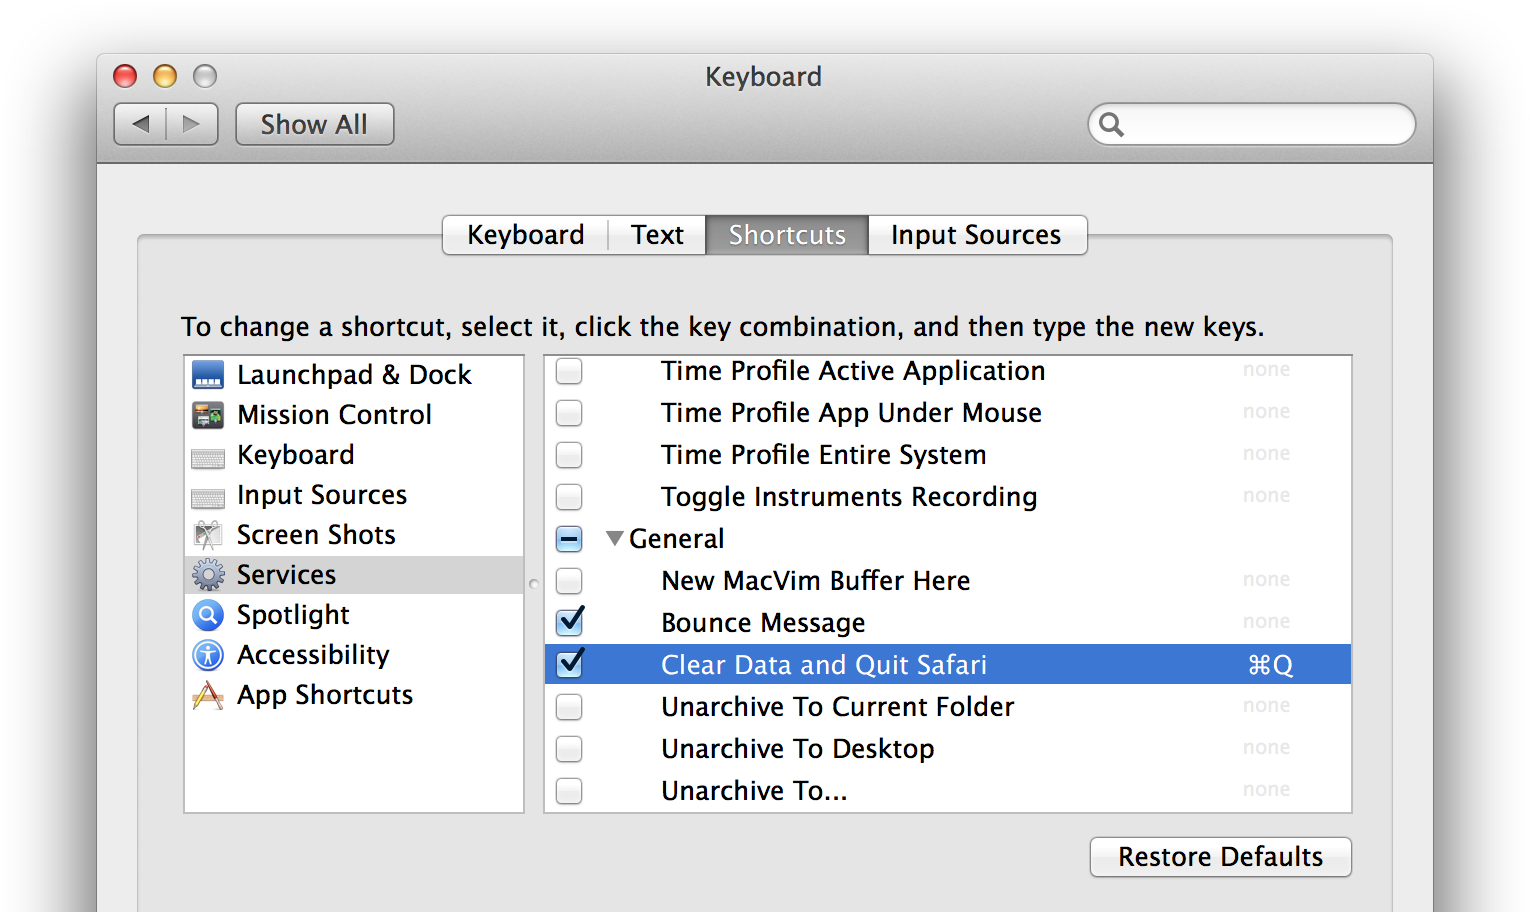 Keyboard
Show All
Keyboard Text Shortcuts Input Sources
To change a shortcut, select it, click the key combination, and then type the new keys.
Launchpad & Dock
Mission Control
Keyboard
Input Sources
Screen Shots
Services
Spotlight
Accessibility
App Shortcuts
Time Profile Active Application none
Time Profile App Under Mouse none
Time Profile Entire System none
Toggle Instruments Recording none
General
New MacVim Buffer Here none
Bounce Message none
Clear Data and Quit Safari ⌘Q
Unarchive To Current Folder none
Unarchive To Desktop none
Unarchive To... none
Restore Defaults